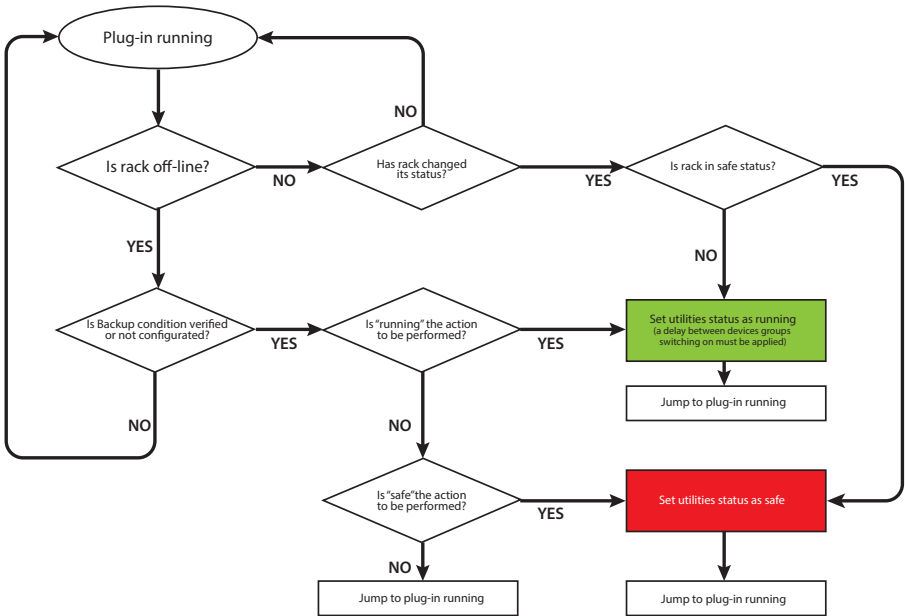 Plug-in running
NO
Is rack off-line?
NO
Has rack changed
its status?
YES
Is rack in safe status?
YES
YES
NO
Is Backup condition verified
or not configurated?
YES
Is "running" the action
to be performed?
YES
Set utilities status as running
(a delay between devices groups
switching on must be applied)
Jump to plug-in running
NO
NO
Is "safe"the action
to be performed?
YES
Set utilities status as safe
NO
Jump to plug-in running
Jump to plug-in running